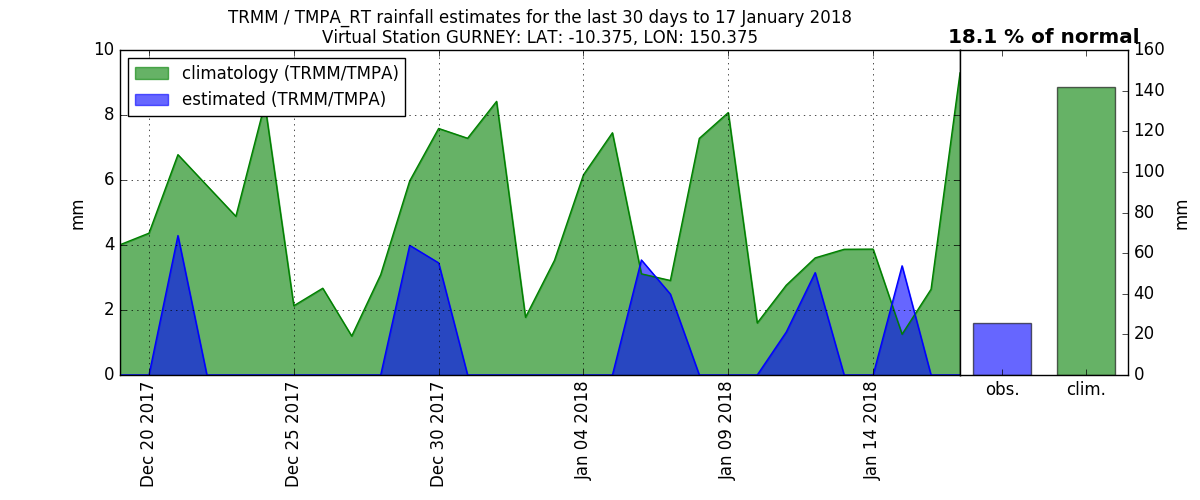 TRMM / TMPA_RT rainfall estimates for the last 30 days to 17 January 2018
Virtual Station GURNEY: LAT: -10.375, LON: 150.375
18.1 % of normal
climatology (TRMM/TMPA)
estimated (TRMM/TMPA)
10
8
6
4
2
0
mm
160
140
120
100
80
60
40
20
0
mm
Dec 20 2017
Dec 25 2017
Dec 30 2017
Jan 04 2018
Jan 09 2018
Jan 14 2018
obs.
clim.